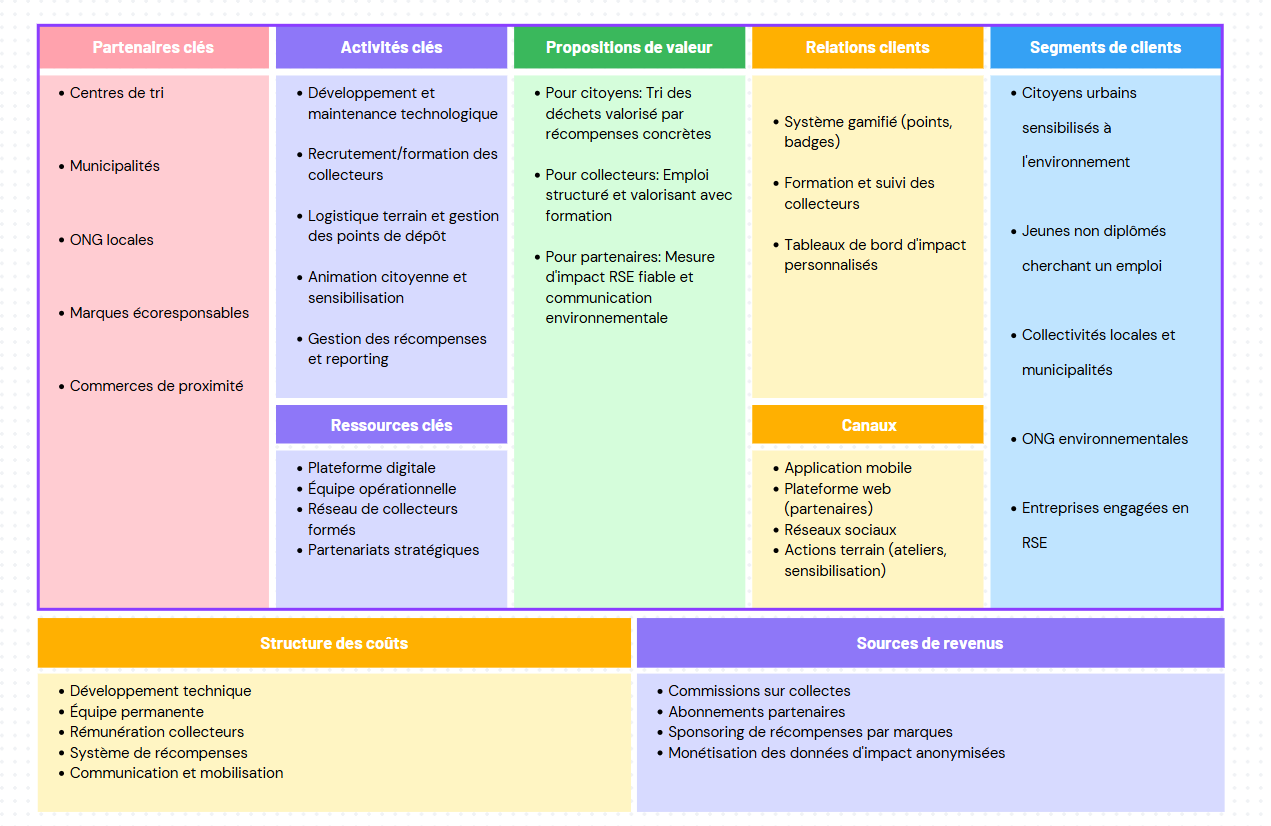 Partenaires clés
• Centres de tri
• Municipalités
• ONG locales
• Marques écoresponsables
• Commerces de proximité
Activités clés
• Développement et
maintenance technologique
• Recrutement/formation des
collecteurs
• Logistique terrain et gestion
des points de dépôt
• Animation citoyenne et
sensibilisation
• Gestion des récompenses
et reporting
Ressources clés
• Plateforme digitale
• Équipe opérationnelle
• Réseau de collecteurs
formés
• Partenariats stratégiques
Propositions de valeur
• Pour citoyens: Tri des
déchets valorisé par
récompenses concrètes
• Pour collecteurs: Emploi
structuré et valorisant avec
formation
• Pour partenaires: Mesure
d'impact RSE fiable et
communication
environnementale
Relations clients
• Système gamifié (points,
badges)
• Formation et suivi des
collecteurs
• Tableaux de bord d'impact
personnalisés
Canaux
• Application mobile
• Plateforme web
(partenaires)
• Réseaux sociaux
• Actions terrain (ateliers,
sensibilisation)
Segments de clients
• Citoyens urbains
sensibilisés à
l'environnement
• Jeunes non diplômés
cherchant un emploi
• Collectivités locales et
municipalités
• ONG environnementales
• Entreprises engagées en
RSE
Structure des coûts
• Développement technique
• Équipe permanente
• Rémunération collecteurs
• Système de récompenses
• Communication et mobilisation
Sources de revenus
• Commissions sur collectes
• Abonnements partenaires
• Sponsoring de récompenses par marques
• Monétisation des données d'impact anonymisées